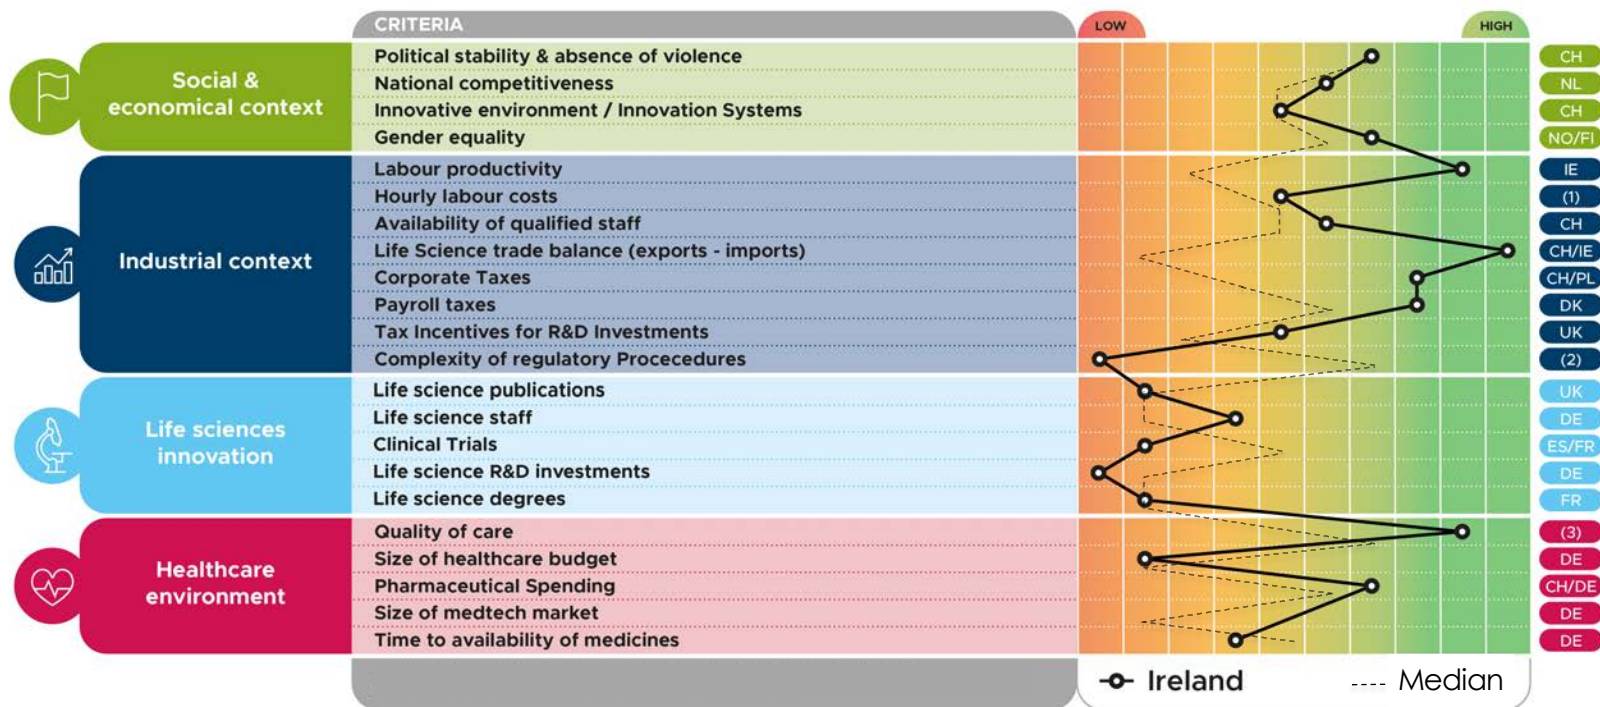 CRITERIA
LOW
HIGH
Social &
economical context
Political stability & absence of violence
CH
National competitiveness
NL
Innovative environment / Innovation Systems
CH
Gender equality
NO/FI
Industrial context
Labour productivity
IE
Hourly labour costs
(1)
Availability of qualified staff
CH
Life Science trade balance (exports - imports)
CH/IE
Corporate Taxes
CH/PL
Payroll taxes
DK
Tax Incentives for R&D Investments
UK
Complexity of regulatory Procecedures
(2)
Life sciences
innovation
Life science publications
UK
Life science staff
DE
Clinical Trials
ES/FR
Life science R&D investments
DE
Life science degrees
FR
Healthcare
environment
Quality of care
(3)
Size of healthcare budget
DE
Pharmaceutical Spending
CH/DE
Size of medtech market
DE
Time to availability of medicines
DE
Ireland
Median